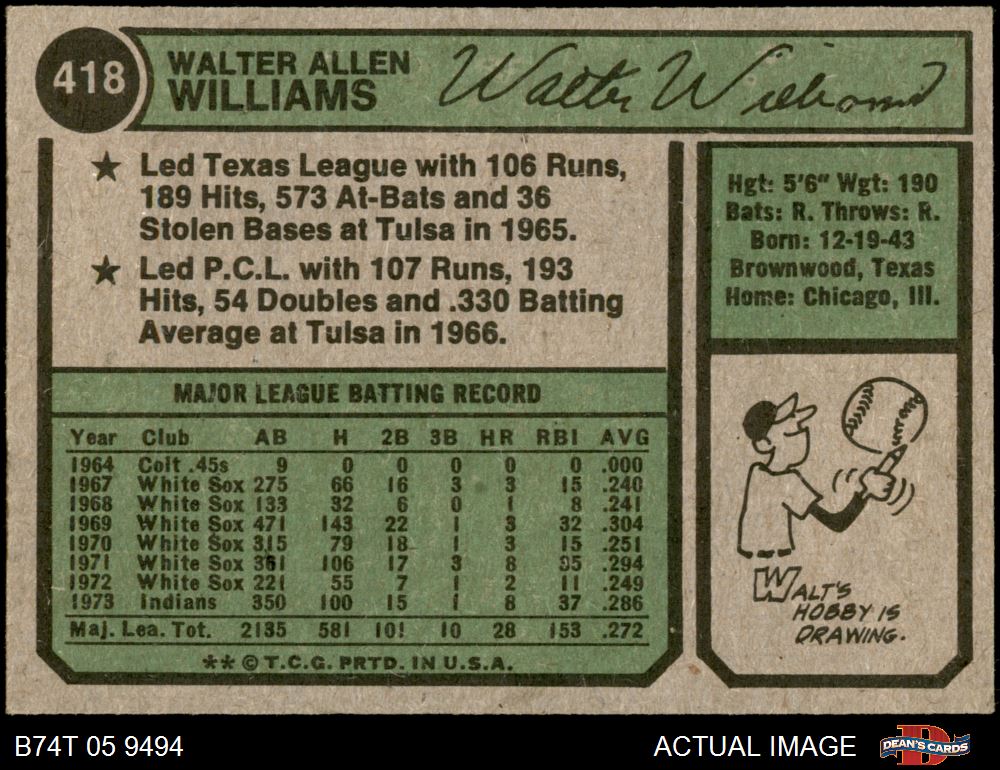 418
WALTER ALLEN
WILLIAMS
Walter Williams
★ Led Texas League with 106 Runs,
189 Hits, 573 At-Bats and 36
Stolen Bases at Tulsa in 1965.
★ Led P.C.L. with 107 Runs, 193
Hits, 54 Doubles and .330 Batting
Average at Tulsa in 1966.
Hgt: 5'6" Wgt: 190
Bats: R. Throws: R.
Born: 12-19-43
Brownwood, Texas
Home: Chicago, Ill.
MAJOR LEAGUE BATTING RECORD
Year Club AB H 2B 3B HR RBI AVG
1964 Colt .45s 9 0 0 0 0 0 .000
1967 White Sox 275 66 16 3 3 15 .240
1968 White Sox 133 32 6 0 1 8 .241
1969 White Sox 471 143 22 1 3 32 .304
1970 White Sox 315 79 18 1 3 15 .251
1971 White Sox 361 106 17 3 8 35 .294
1972 White Sox 221 55 7 1 2 11 .249
1973 Indians 350 100 15 1 8 37 .286
Maj. Lea. Tot. 2135 581 101 10 28 153 .272
** © T.C.G. PRTD. IN U.S.A.
WALT'S
HOBBY IS
DRAWING.
B74T 05 9494
ACTUAL IMAGE
DEAN'S CARDS